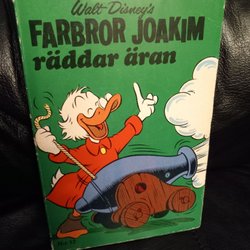 Walt Disney's
FARBROR JOAKIM
räddar äran